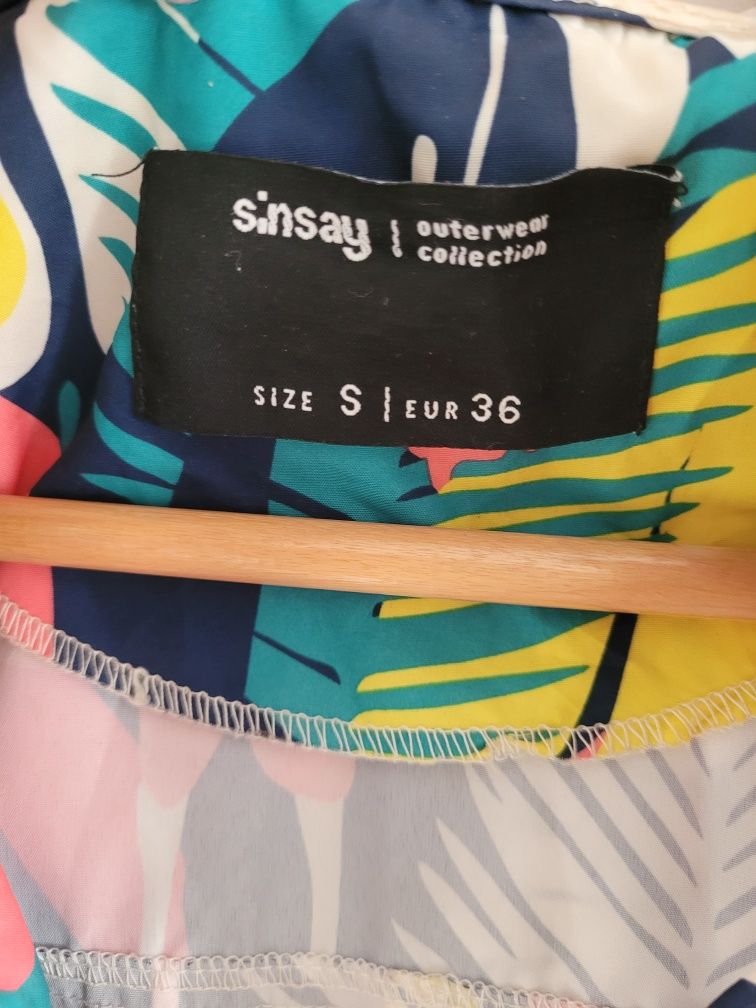 sinsay | outerwear
collection
SIZE S | EUR 36